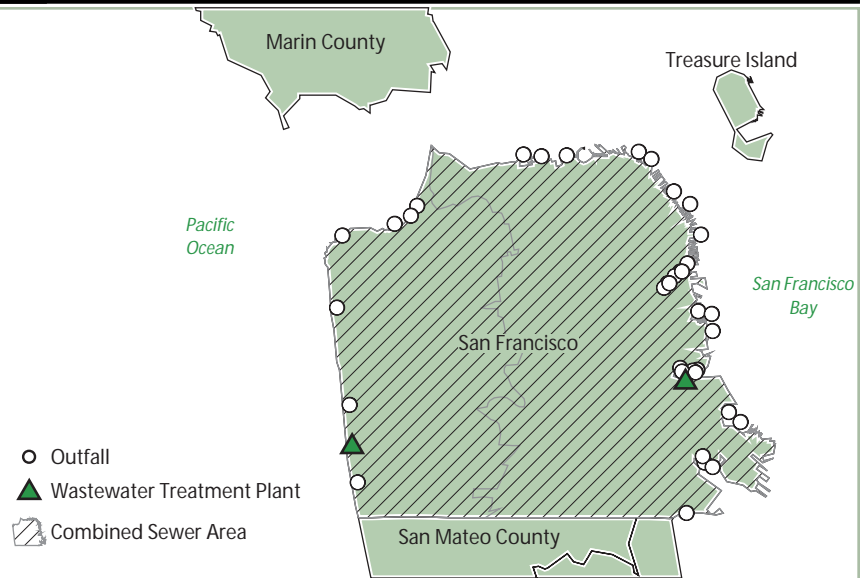 Marin County
Treasure Island
Pacific
Ocean
San Francisco
Bay
San Francisco
Outfall
Wastewater Treatment Plant
Combined Sewer Area
San Mateo County